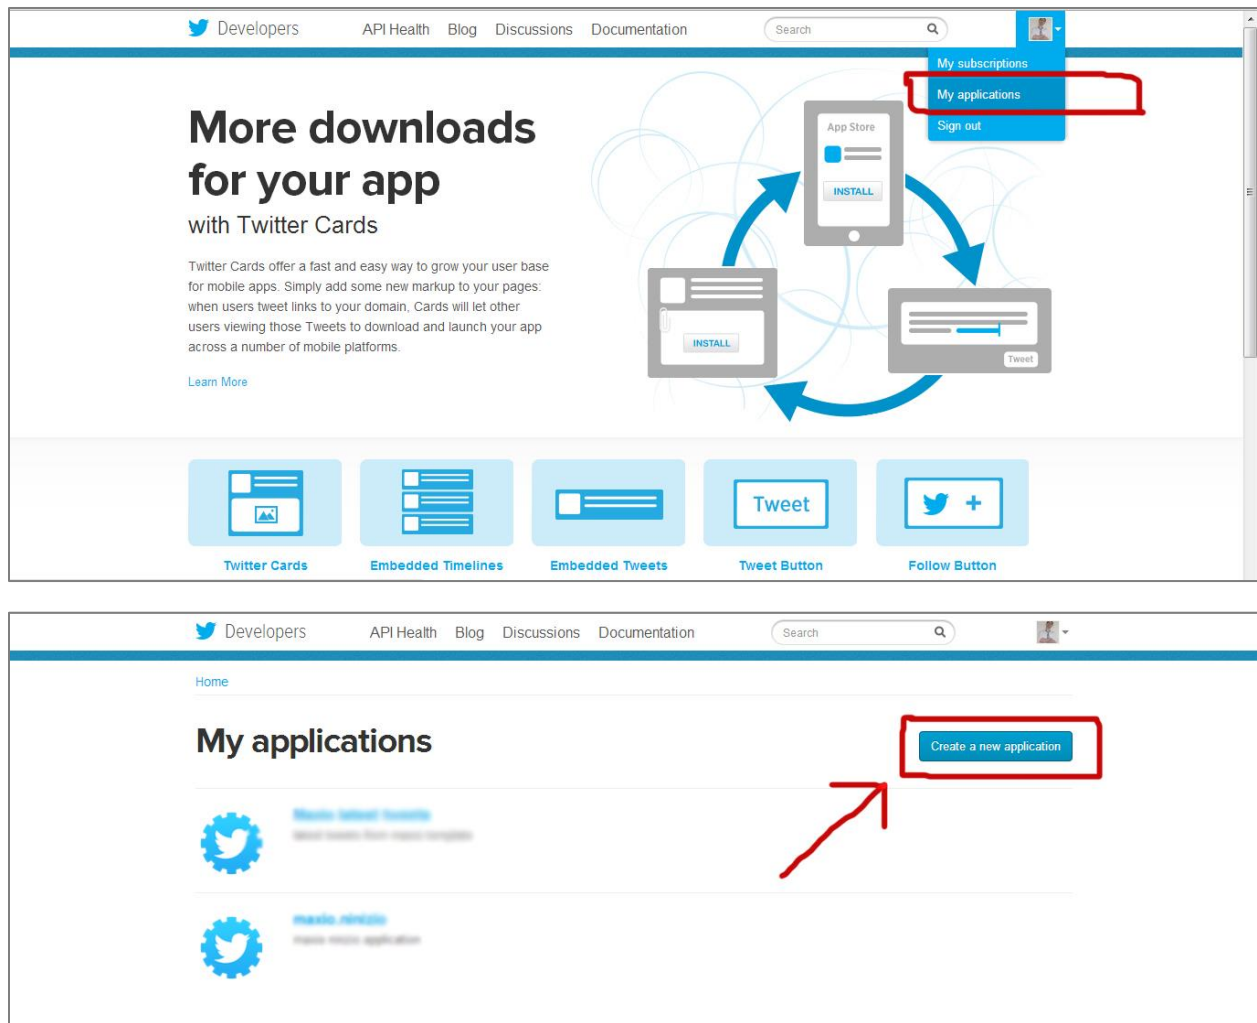 Developers API Health Blog Discussions Documentation Search
My subscriptions
My applications
Sign out
More downloads
for your app
with Twitter Cards
Twitter Cards offer a fast and easy way to grow your user base
for mobile apps. Simply add some new markup to your pages:
when users tweet links to your domain, Cards will let other
users viewing those Tweets to download and launch your app
across a number of mobile platforms.
Learn More
App Store
INSTALL
INSTALL
Tweet
Tweet
Twitter Cards Embedded Timelines Embedded Tweets Tweet Button Follow Button
Developers API Health Blog Discussions Documentation Search
Home
My applications
Create a new application